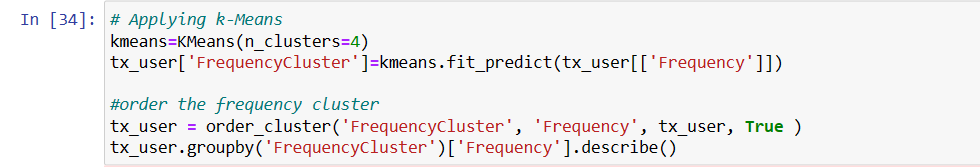 In [34]: # Applying k-Means
kmeans=KMeans(n_clusters=4)
tx_user['FrequencyCluster']=kmeans.fit_predict(tx_user[['Frequency']])
#order the frequency cluster
tx_user = order_cluster('FrequencyCluster', 'Frequency', tx_user, True )
tx_user.groupby('FrequencyCluster')['Frequency'].describe()